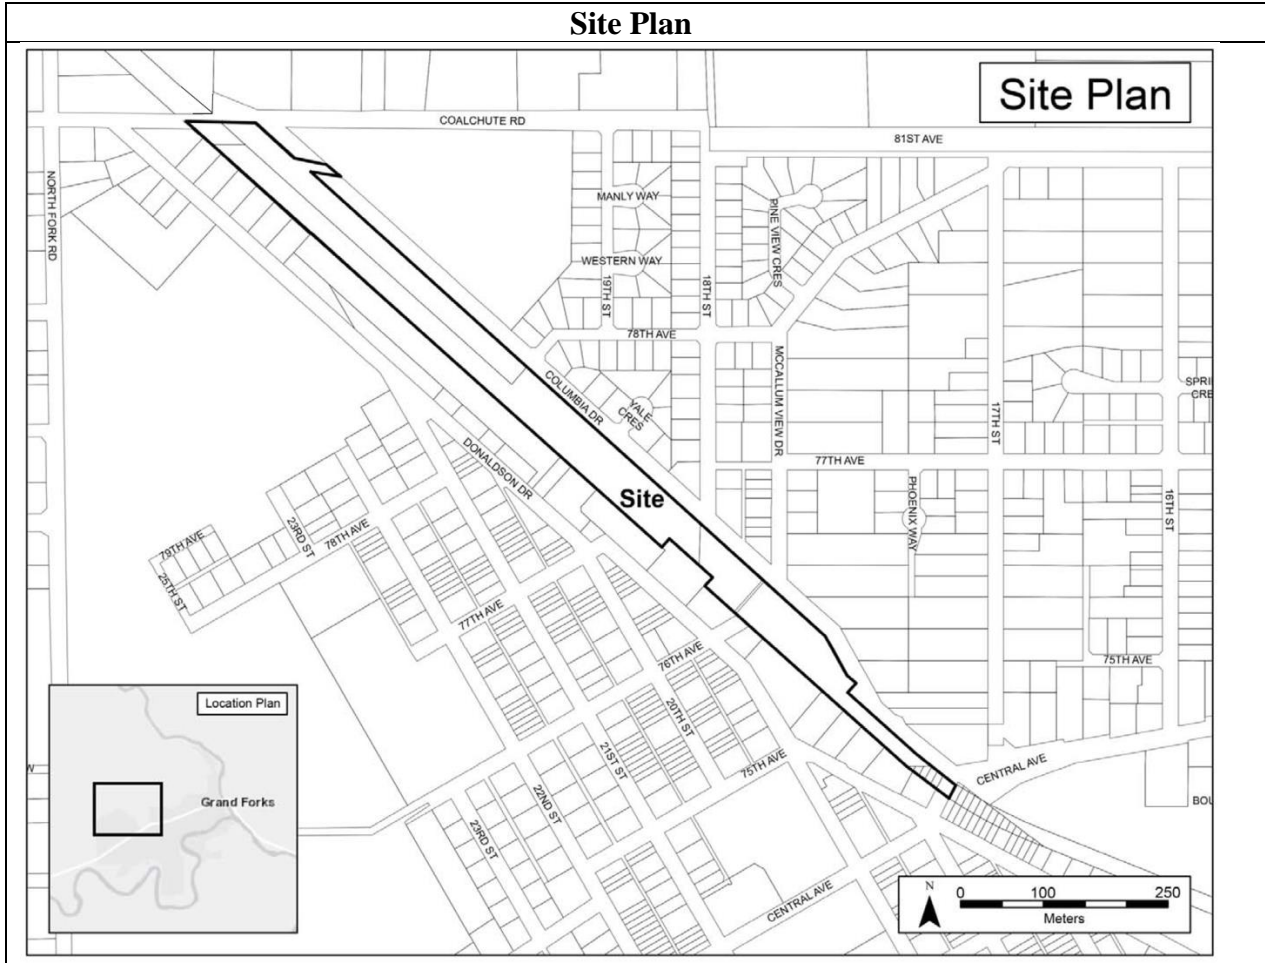 Site Plan
Site Plan
COALCHUTE RD
81ST AVE
NORTH FORK RD
MANLY WAY
PINE VIEW CRES
WESTERN WAY
19TH ST
18TH ST
78TH AVE
MCCALLUM VIEW DR
COLUMBIA DR
YALE
CRES
SPRI
CRE
17TH ST
DONALDSON DR
77TH AVE
Site
PHOENIX WAY
16TH ST
23RD ST
78TH AVE
79TH AVE
25TH ST
77TH AVE
76TH AVE
75TH AVE
20TH ST
21ST ST
75TH AVE
CENTRAL AVE
22ND ST
23RD ST
BOU
CENTRAL AVE
W
Location Plan
Grand Forks
N
0 100 250
Meters